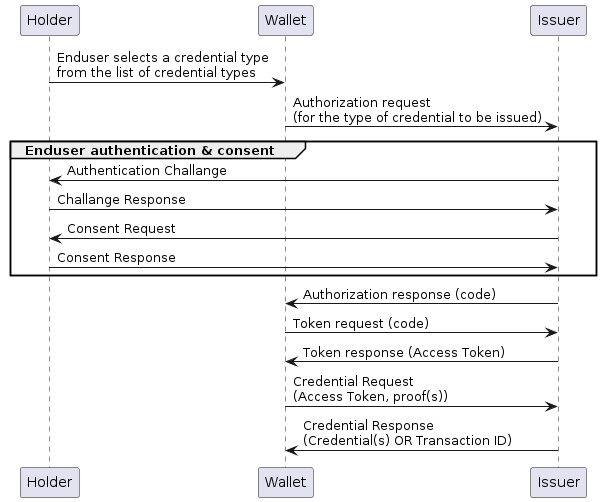 Holder
Wallet
Issuer
Enduser selects a credential type
from the list of credential types
Authorization request
(for the type of credential to be issued)
Enduser authentication & consent
Authentication Challange
Challange Response
Consent Request
Consent Response
Authorization response (code)
Token request (code)
Token response (Access Token)
Credential Request
(Access Token, proof(s))
Credential Response
(Credential(s) OR Transaction ID)
Holder
Wallet
Issuer